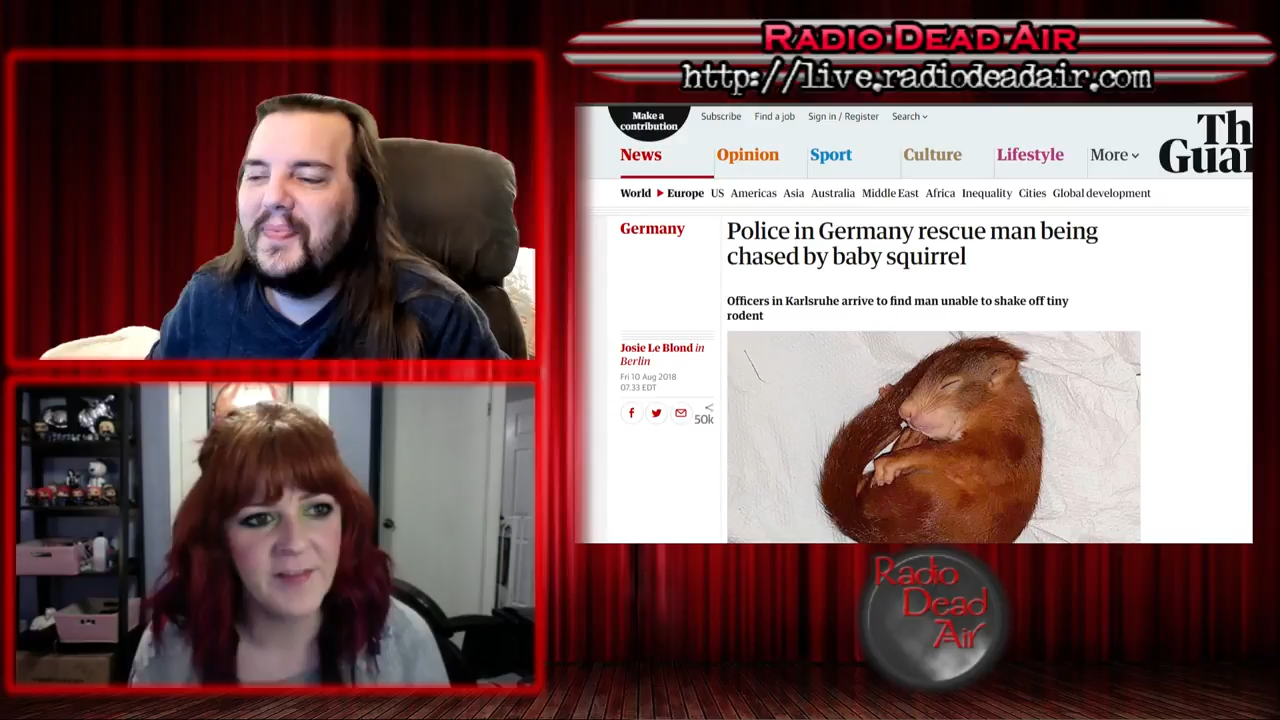 Radio Dead Air
http://live.radiodeadair.com
Make a
contribution
Subscribe Find a job Sign in / Register Search
Th
Guar
News Opinion Sport Culture Lifestyle More
World Europe US Americas Asia Australia Middle East Africa Inequality Cities Global development
Germany
Police in Germany rescue man being
chased by baby squirrel
Officers in Karlsruhe arrive to find man unable to shake off tiny
rodent
Josie Le Blond in
Berlin
Fri 10 Aug 2018
07.33 EDT
50k
Radio
Dead
Air